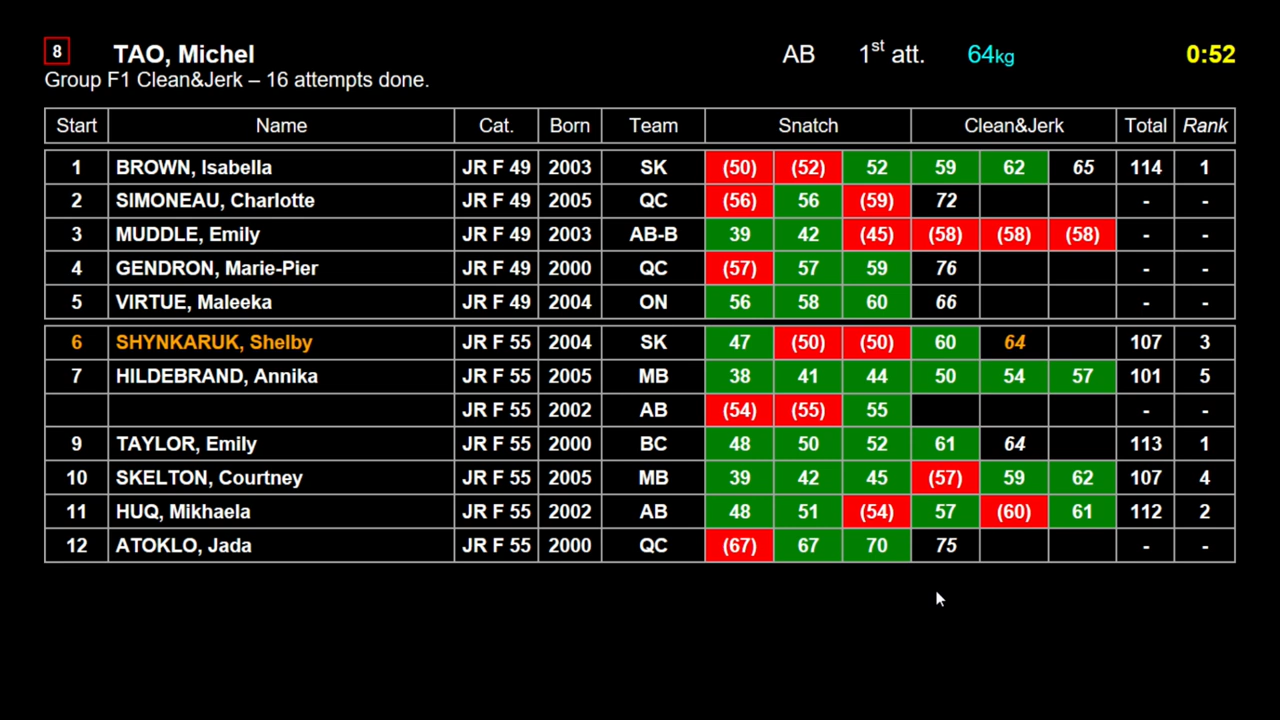 8 TAO, Michel AB 1st att. 64kg 0:52
Group F1 Clean&Jerk – 16 attempts done.
Start Name Cat. Born Team Snatch Clean&Jerk Total Rank
1 BROWN, Isabella JR F 49 2003 SK (50) (52) 52 59 62 65 114 1
2 SIMONEAU, Charlotte JR F 49 2005 QC (56) 56 (59) 72 - -
3 MUDDLE, Emily JR F 49 2003 AB-B 39 42 (45) (58) (58) (58) - -
4 GENDRON, Marie-Pier JR F 49 2000 QC (57) 57 59 76 - -
5 VIRTUE, Maleeka JR F 49 2004 ON 56 58 60 66 - -
6 SHYNKARUK, Shelby JR F 55 2004 SK 47 (50) (50) 60 64 107 3
7 HILDEBRAND, Annika JR F 55 2005 MB 38 41 44 50 54 57 101 5
JR F 55 2002 AB (54) (55) 55 - -
9 TAYLOR, Emily JR F 55 2000 BC 48 50 52 61 64 113 1
10 SKELTON, Courtney JR F 55 2005 MB 39 42 45 (57) 59 62 107 4
11 HUQ, Mikhaela JR F 55 2002 AB 48 51 (54) 57 (60) 61 112 2
12 ATOKLO, Jada JR F 55 2000 QC (67) 67 70 75 - -